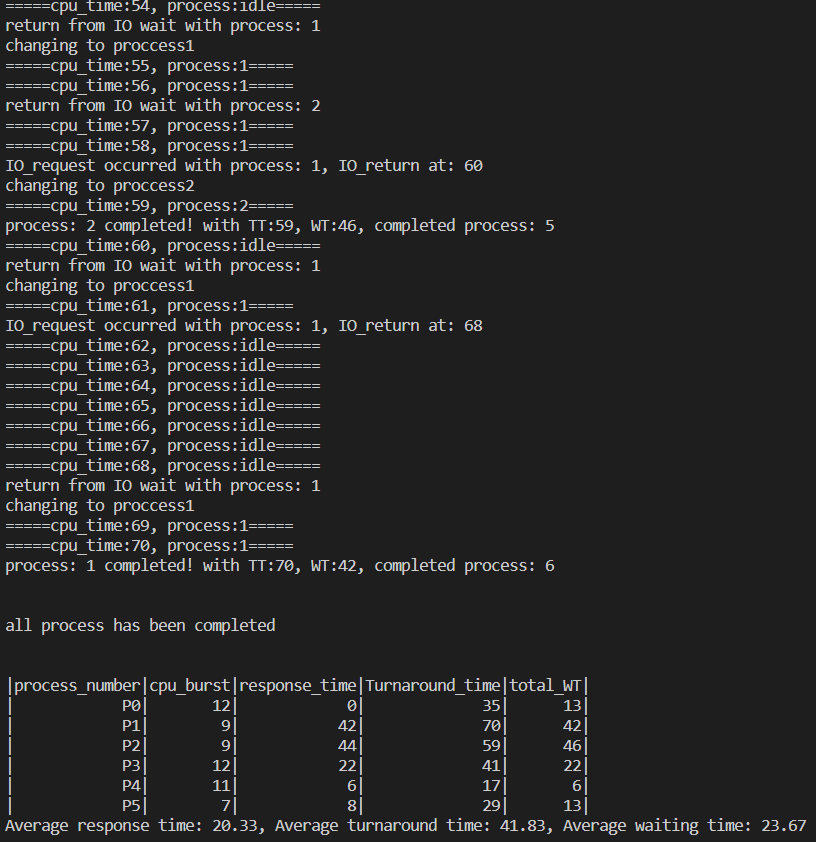 =====cpu_time:54, process:idle=====
return from IO wait with process: 1
changing to proccess1
=====cpu_time:55, process:1=====
=====cpu_time:56, process:1=====
return from IO wait with process: 2
=====cpu_time:57, process:1=====
=====cpu_time:58, process:1=====
IO_request occurred with process: 1, IO_return at: 60
changing to proccess2
=====cpu_time:59, process:2=====
process: 2 completed! with TT:59, WT:46, completed process: 5
=====cpu_time:60, process:idle=====
return from IO wait with process: 1
changing to proccess1
=====cpu_time:61, process:1=====
IO_request occurred with process: 1, IO_return at: 68
=====cpu_time:62, process:idle=====
=====cpu_time:63, process:idle=====
=====cpu_time:64, process:idle=====
=====cpu_time:65, process:idle=====
=====cpu_time:66, process:idle=====
=====cpu_time:67, process:idle=====
=====cpu_time:68, process:idle=====
return from IO wait with process: 1
changing to proccess1
=====cpu_time:69, process:1=====
=====cpu_time:70, process:1=====
process: 1 completed! with TT:70, WT:42, completed process: 6
all process has been completed
|process_number|cpu_burst|response_time|Turnaround_time|total_WT|
|            P0|       12|            0|             35|      13|
|            P1|        9|           42|             70|      42|
|            P2|        9|           44|             59|      46|
|            P3|       12|           22|             41|      22|
|            P4|       11|            6|             17|       6|
|            P5|        7|            8|             29|      13|
Average response time: 20.33, Average turnaround time: 41.83, Average waiting time: 23.67